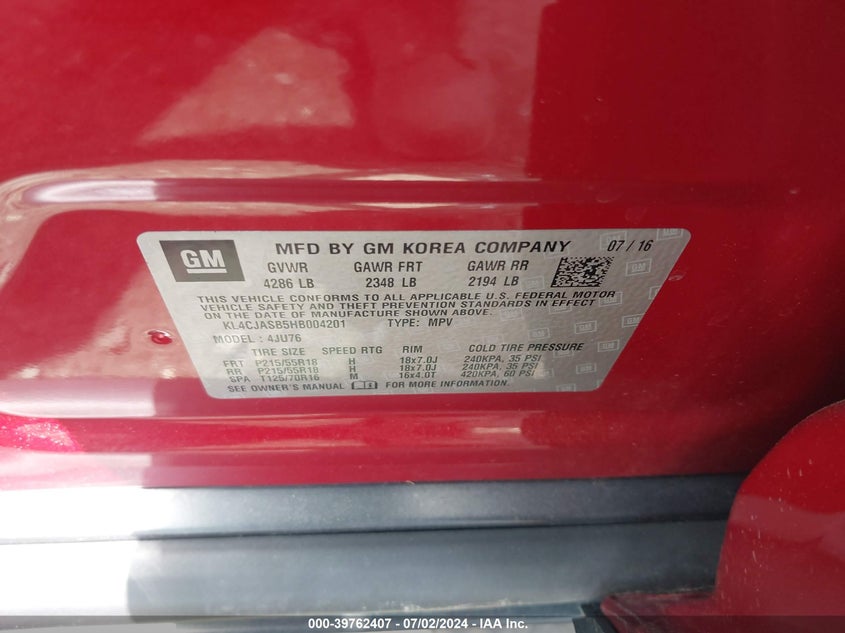 GM MFD BY GM KOREA COMPANY 07 / 16
GVWR GAWR FRT GAWR RR
4286 LB 2348 LB 2194 LB
THIS VEHICLE CONFORMS TO ALL APPLICABLE U.S. FEDERAL MOTOR
VEHICLE SAFETY AND THEFT PREVENTION STANDARDS IN EFFECT
ON THE DATE OF MANUFACTURE SHOWN ABOVE.
KL4CJASB5HB004201 TYPE: MPV
MODEL : 4JU76
TIRE SIZE SPEED RTG RIM COLD TIRE PRESSURE
FRT P215/55R18 H 18x7.0J 240KPA, 35 PSI
RR P215/55R18 H 18x7.0J 240KPA, 35 PSI
SPA T125/70R16 M 16x4.0T 420KPA, 60 PSI
SEE OWNER'S MANUAL FOR MORE INFORMATION.
000-39762407 - 07/02/2024 - IAA Inc.